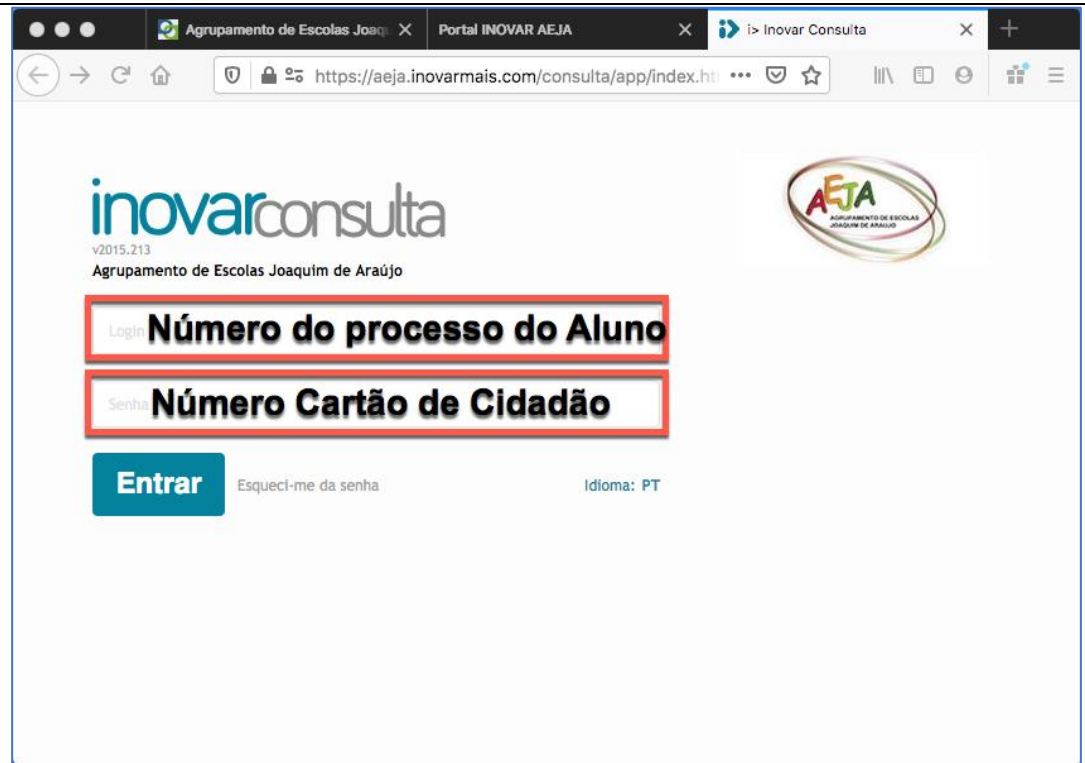 Agrupamento de Escolas Joaqu
Portal INOVAR AEJA
i> Inovar Consulta
https://aeja.inovarmais.com/consulta/app/index.ht
AEJA
AGRUPAMENTO DE ESCOLAS
JOAQUIM DE ARAUJO
inovarconsulta
v2015.213
Agrupamento de Escolas Joaquim de Araújo
Login Número do processo do Aluno
Senha Número Cartão de Cidadão
Entrar
Esqueci-me da senha
Idioma: PT